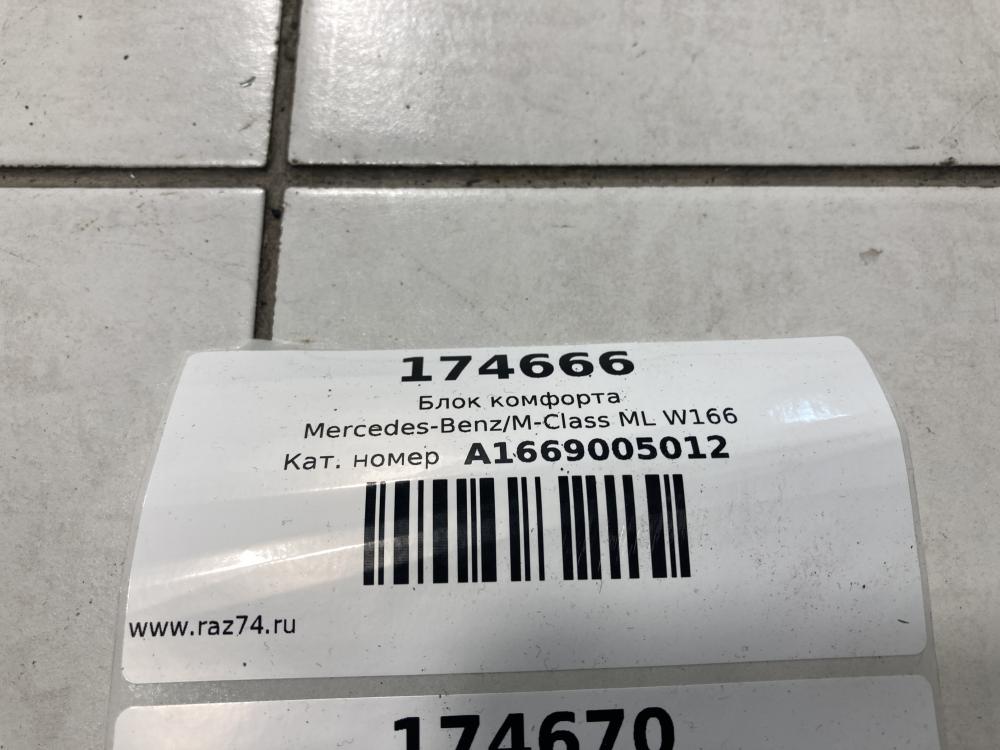 174666
Блок комфорта
Mercedes-Benz/M-Class ML W166
Кат. номер A1669005012
www.raz74.ru
174670